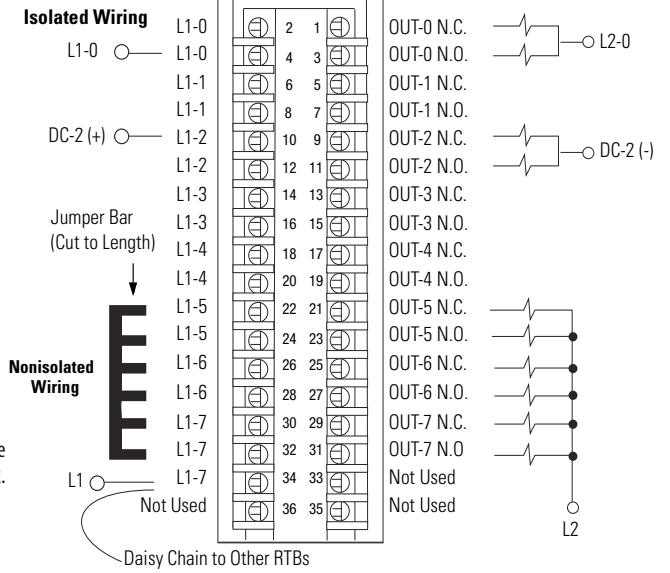 Isolated Wiring
L1-0 2 1 OUT-0 N.C.
L1-0 L1-0 4 3 OUT-0 N.O. L2-0
L1-1 6 5 OUT-1 N.C.
L1-1 8 7 OUT-1 N.O.
DC-2 (+) L1-2 10 9 OUT-2 N.C. DC-2 (-)
L1-2 12 11 OUT-2 N.O.
L1-3 14 13 OUT-3 N.C.
Jumper Bar
(Cut to Length)
L1-3 16 15 OUT-3 N.O.
L1-4 18 17 OUT-4 N.C.
L1-4 20 19 OUT-4 N.O.
L1-5 22 21 OUT-5 N.C.
L1-5 24 23 OUT-5 N.O.
Nonisolated
Wiring
L1-6 26 25 OUT-6 N.C.
L1-6 28 27 OUT-6 N.O.
L1-7 30 29 OUT-7 N.C.
L1-7 32 31 OUT-7 N.O
L1 L1-7 34 33 Not Used
Not Used 36 35 Not Used
L2
Daisy Chain to Other RTBs